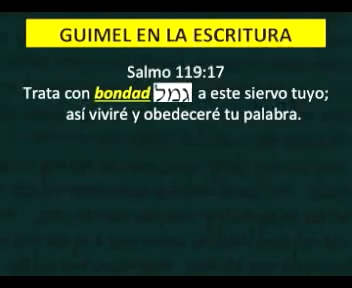 GUIMEL EN LA ESCRITURA
Salmo 119:17
Trata con bondad גמל a este siervo tuyo;
así viviré y obedeceré tu palabra.